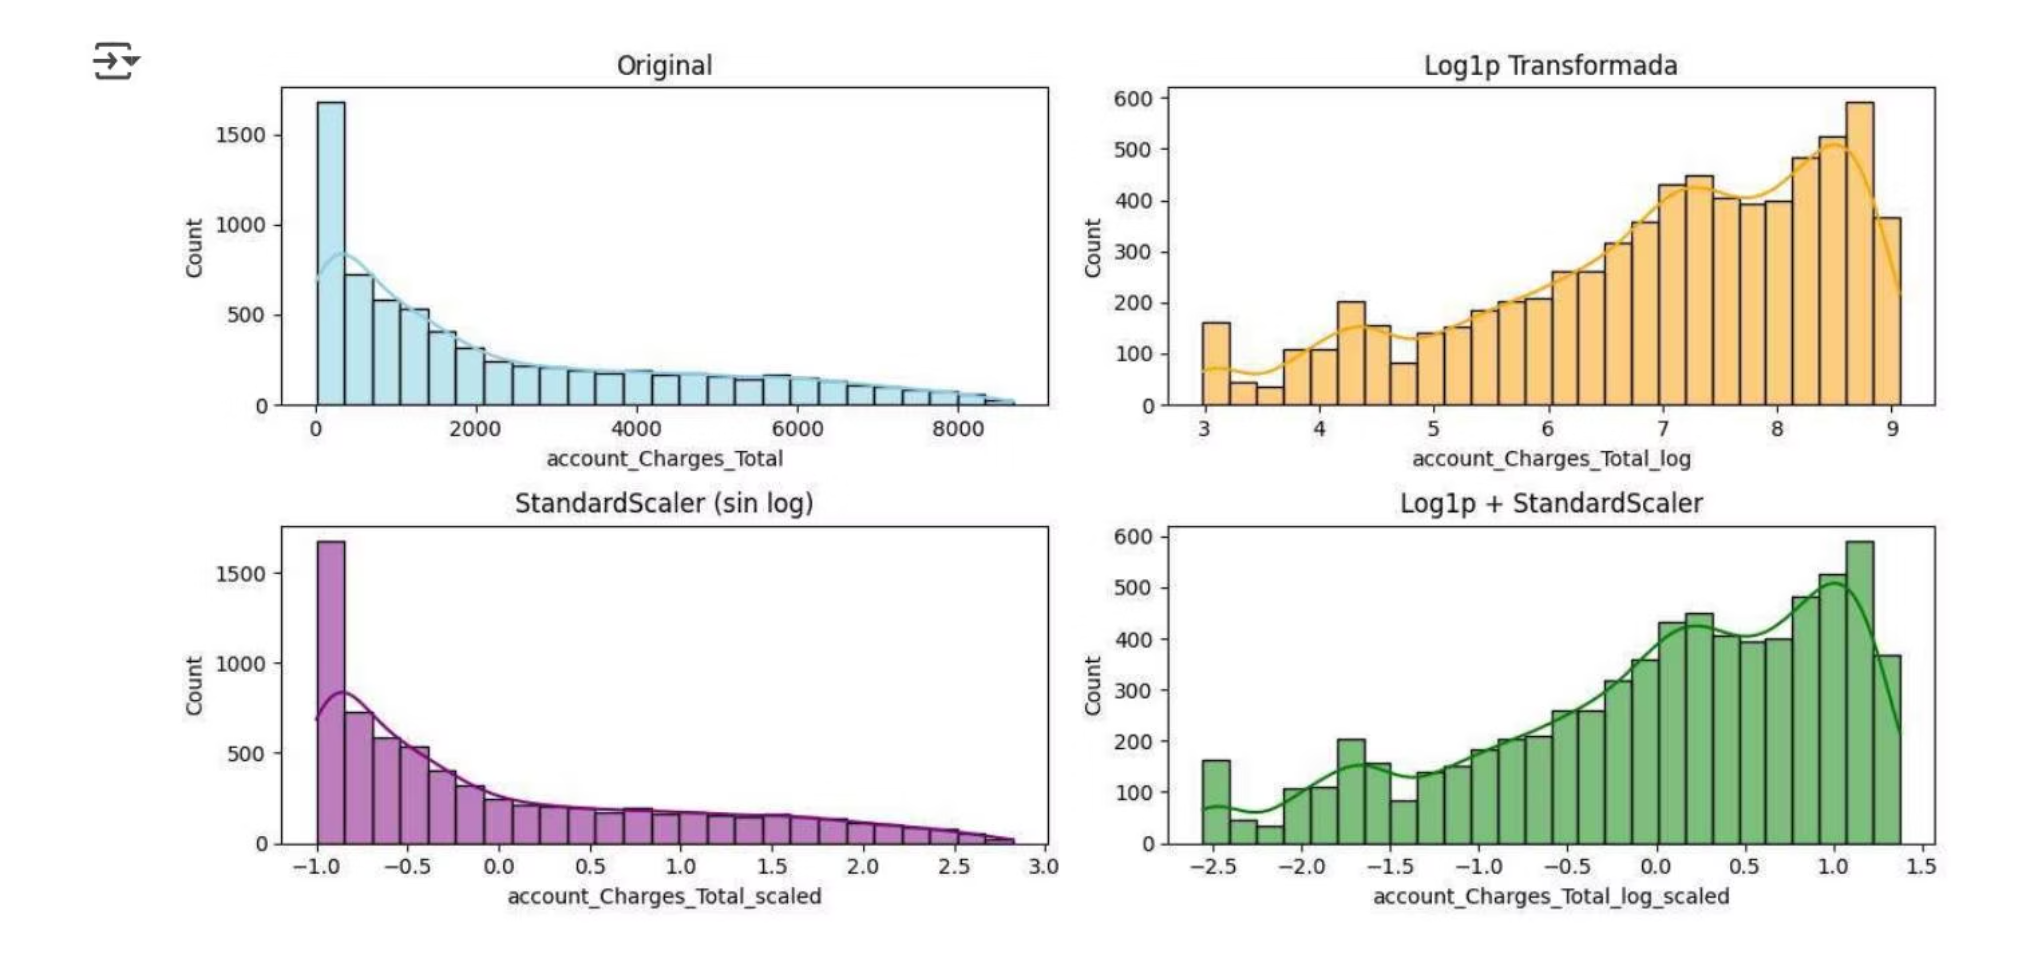 Original
Count
1500
1000
500
0
0 2000 4000 6000 8000
account_Charges_Total
Log1p Transformada
Count
600
500
400
300
200
100
0
3 4 5 6 7 8 9
account_Charges_Total_log
StandardScaler (sin log)
Count
1500
1000
500
0
−1.0 −0.5 0.0 0.5 1.0 1.5 2.0 2.5 3.0
account_Charges_Total_scaled
Log1p + StandardScaler
Count
600
500
400
300
200
100
0
−2.5 −2.0 −1.5 −1.0 −0.5 0.0 0.5 1.0 1.5
account_Charges_Total_log_scaled